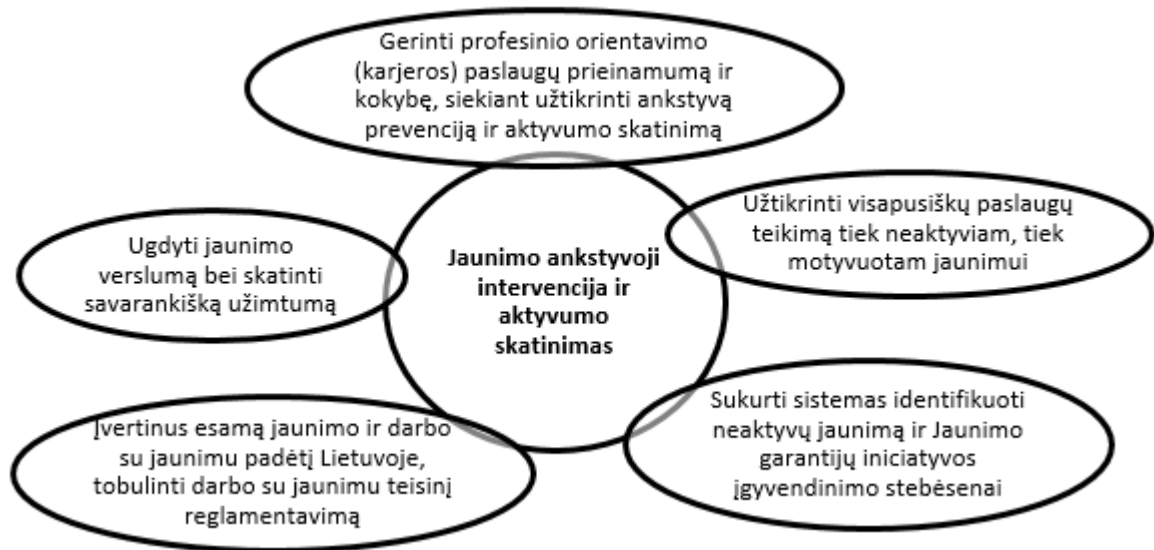 Gerinti profesinio orientavimo
(karjeros) paslaugų prieinamumą ir
kokybę, siekiant užtikrinti ankstyvą
prevenciją ir aktyvumo skatinimą
Užtikrinti visapusiškų paslaugų
teikimą tiek neaktyviam, tiek
motyvuotam jaunimui
Ugdyti jaunimo
verslumą bei skatinti
savarankišką užimtumą
Jaunimo ankstyvoji
intervencija ir
aktyvumo
skatinimas
Sukurti sistemas identifikuoti
neaktyvų jaunimą ir Jaunimo
garantijų iniciatyvos
įgyvendinimo stebėsenai
Įvertinus esamą jaunimo ir darbo
su jaunimu padėtį Lietuvoje,
tobulinti darbo su jaunimu teisinį
reglamentavimą